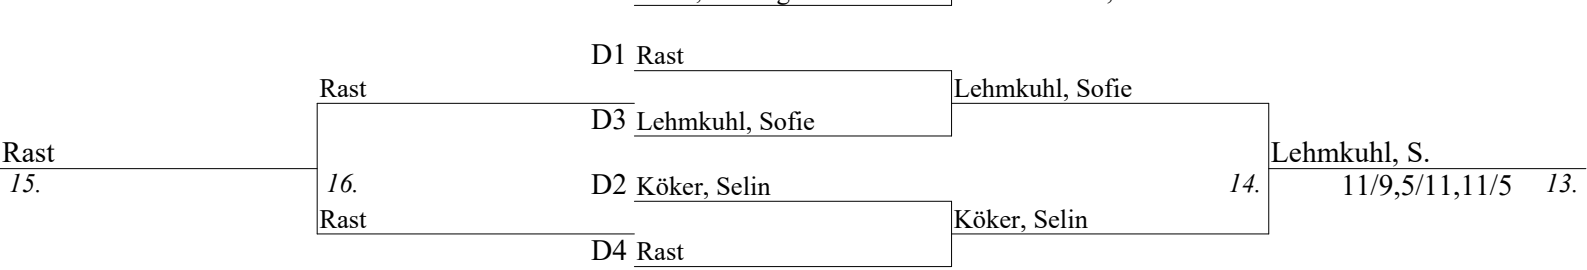 D1 Rast
Rast
Lehmkuhl, Sofie
D3 Lehmkuhl, Sofie
Rast
Lehmkuhl, S.
15.
16.
D2 Köker, Selin
14.
11/9,5/11,11/5
13.
Rast
Köker, Selin
D4 Rast